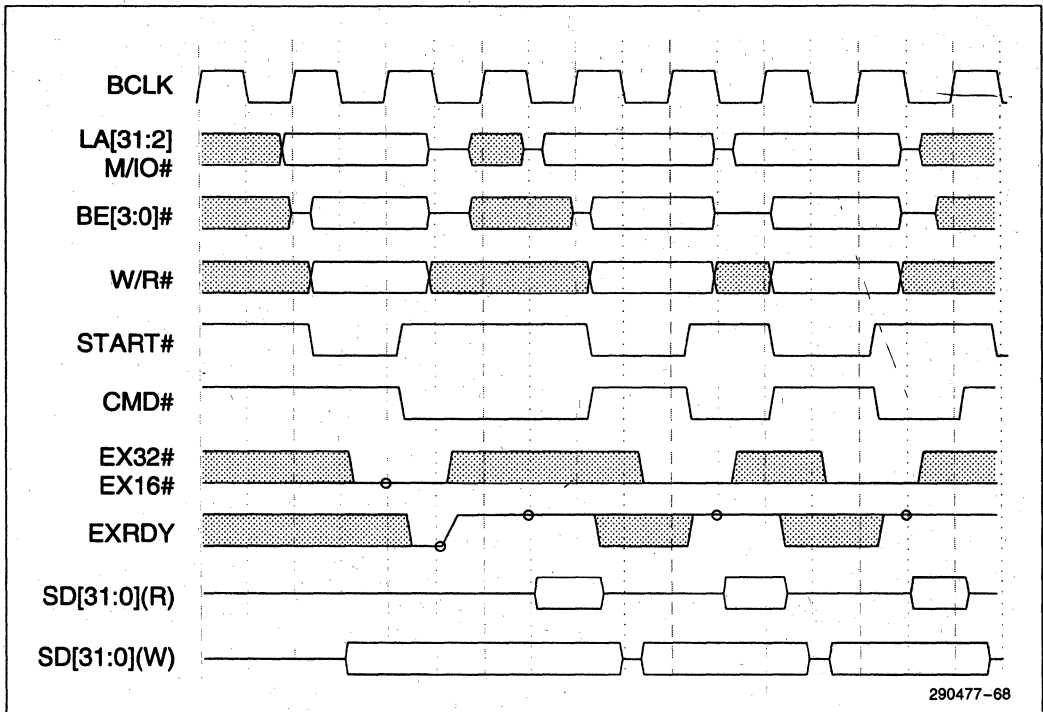 BCLK
LA[31:2]
M/IO#
BE[3:0]#
W/R#
START#
CMD#
EX32#
EX16#
EXRDY
SD[31:0](R)
SD[31:0](W)
290477-68